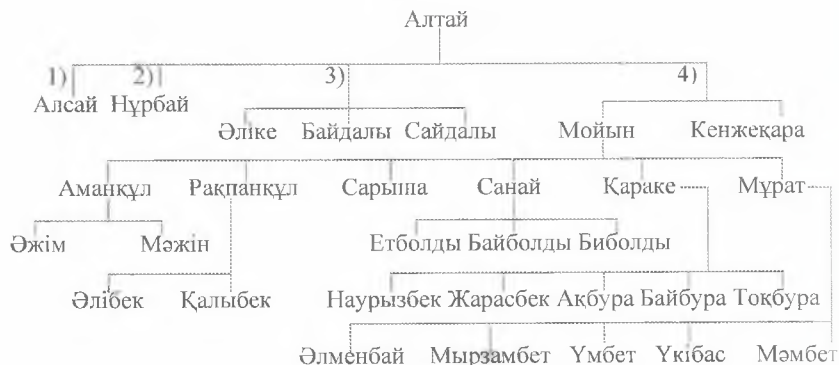 Алтай
1) 2) 3) 4)
Алсай Нұрбай
Әліке Байдалы Сайдалы Мойын Кенжеқара
Аманқұл Рақпанқұл Сарыпа Санай Қараке Мұрат
Әжім Мәжін Етболды Байболды Биболды
Әлібек Қалыбек Наурызбек Жарасбек Ақбура Байбура Тоқбура
Әлменбай Мырзамбет Үмбет Үкібас Мәмбет